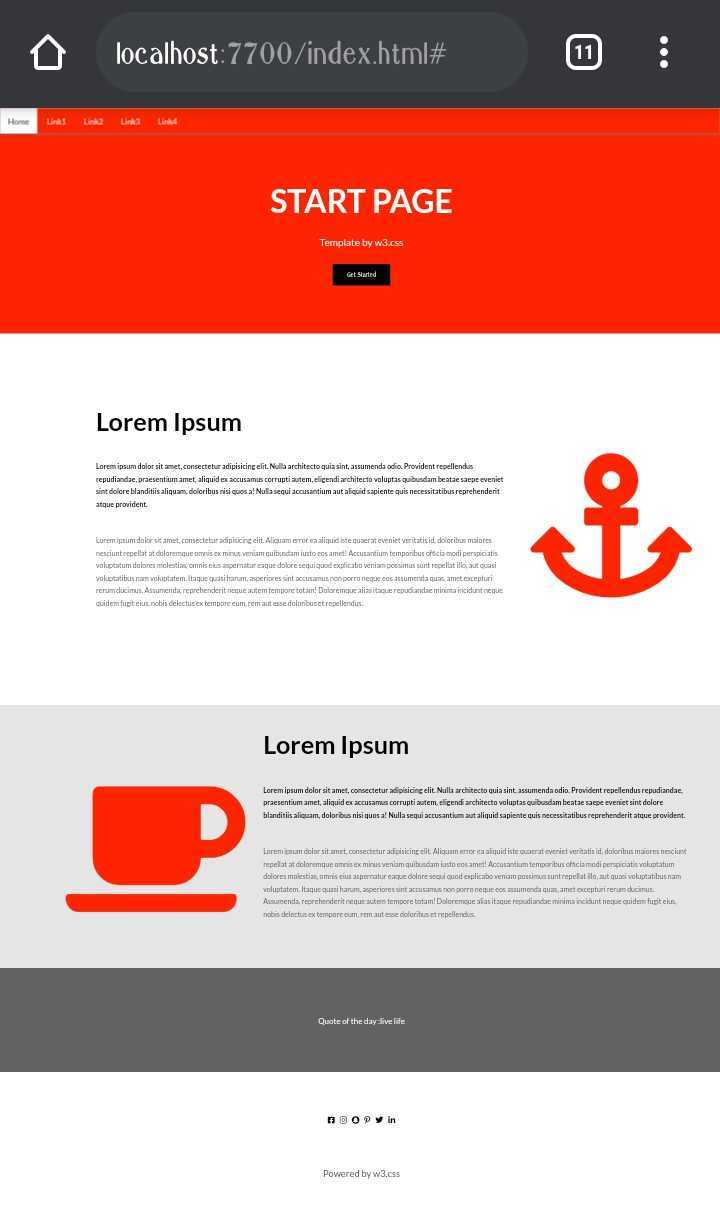 localhost:7700/index.html#
11
Home Link1 Link2 Link3 Link4
START PAGE
Template by w3.css
Get Started
Lorem Ipsum
Lorem ipsum dolor sit amet, consectetur adipisicing elit. Nulla architecto quia sint, assumenda odio. Provident repellendus
repudiandae, praesentium amet, aliquid ex accusamus corrupti autem, eligendi architecto voluptas quibusdam beatae saepe eveniet
sint dolore blanditiis aliquam, doloribus nisi quos a! Nulla sequi accusantium aut aliquid sapiente quis necessitatibus reprehenderit
atque provident.
Lorem ipsum dolor sit amet, consectetur adipisicing elit. Aliquam error ea aliquid iste quaerat eveniet veritatis id, doloribus maiores
nesciunt repellat at doloremque omnis ex minus veniam quibusdam iusto eos amet! Accusantium temporibus officia modi perspiciatis
voluptatum dolores molestias, omnis eius aspernatur eaque dolore sequi quod explicabo veniam possimus sunt repellat illo, aut quasi
voluptatibus nam voluptatem. Itaque quasi harum, asperiores sint accusamus non porro neque eos assumenda quas, amet excepturi
rerum ducimus. Assumenda, reprehenderit neque autem tempore totam! Doloremque alias itaque repudiandae minima incidunt neque
quidem fugit eius, nobis delectus ex tempore eum, rem aut esse doloribus et repellendus.
Lorem Ipsum
Lorem ipsum dolor sit amet, consectetur adipisicing elit. Nulla architecto quia sint, assumenda odio. Provident repellendus repudiandae,
praesentium amet, aliquid ex accusamus corrupti autem, eligendi architecto voluptas quibusdam beatae saepe eveniet sint dolore
blanditiis aliquam, doloribus nisi quos a! Nulla sequi accusantium aut aliquid sapiente quis necessitatibus reprehenderit atque provident.
Lorem ipsum dolor sit amet, consectetur adipisicing elit. Aliquam error ea aliquid iste quaerat eveniet veritatis id, doloribus maiores nesciunt
repellat at doloremque omnis ex minus veniam quibusdam iusto eos amet! Accusantium temporibus officia modi perspiciatis voluptatum
dolores molestias, omnis eius aspernatur eaque dolore sequi quod explicabo veniam possimus sunt repellat illo, aut quasi voluptatibus nam
voluptatem. Itaque quasi harum, asperiores sint accusamus non porro neque eos assumenda quas, amet excepturi rerum ducimus.
Assumenda, reprehenderit neque autem tempore totam! Doloremque alias itaque repudiandae minima incidunt neque quidem fugit eius,
nobis delectus ex tempore eum, rem aut esse doloribus et repellendus.
Quote of the day :live life
Powered by w3.css